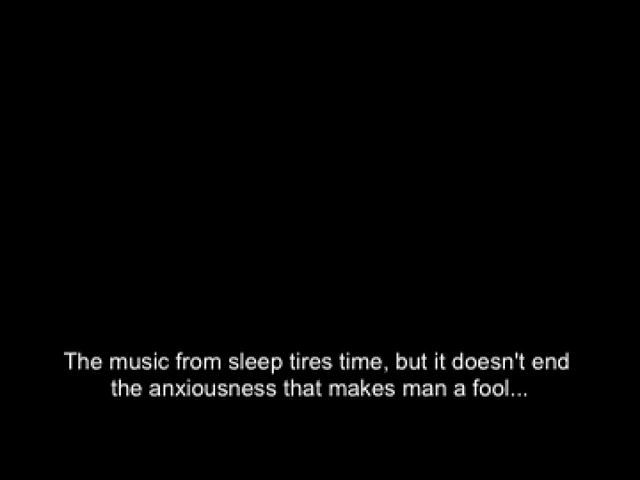 The music from sleep tires time, but it doesn't end
the anxiousness that makes man a fool...